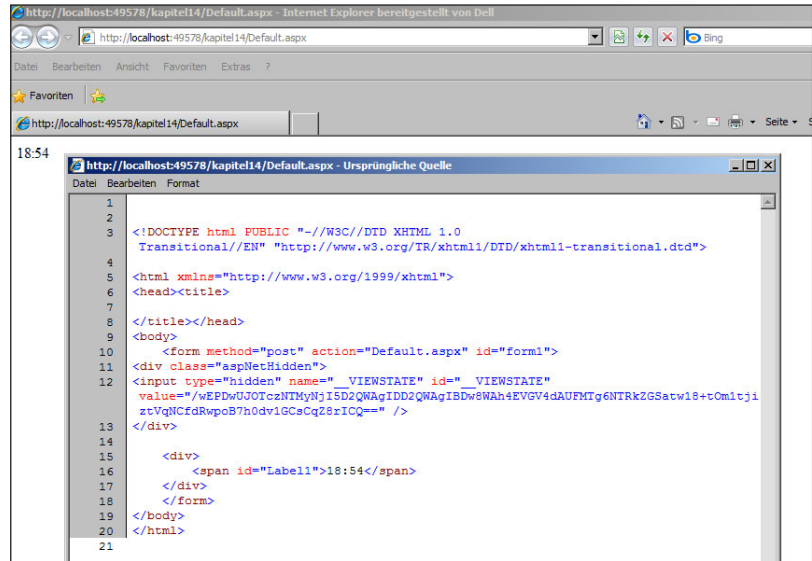 http://localhost:49578/kapitel14/Default.aspx - Internet Explorer bereitgestellt von Dell
http://localhost:49578/kapitel14/Default.aspx
Bing
Datei Bearbeiten Ansicht Favoriten Extras ?
Favoriten
http://localhost:49578/kapitel14/Default.aspx
Seite
18:54
http://localhost:49578/kapitel14/Default.aspx - Ursprüngliche Quelle
Datei Bearbeiten Format
1
2
3 <!DOCTYPE html PUBLIC "-//W3C//DTD XHTML 1.0
Transitional//EN" "http://www.w3.org/TR/xhtml1/DTD/xhtml1-transitional.dtd">
4
5 <html xmlns="http://www.w3.org/1999/xhtml">
6 <head><title>
7
8 </title></head>
9 <body>
10 <form method="post" action="Default.aspx" id="form1">
11 <div class="aspNetHidden">
12 <input type="hidden" name="__VIEWSTATE" id="__VIEWSTATE"
value="/wEPDwUJOTczNTMyNjI5D2QWAgIDD2QWAgIBDw8WAh4EVGV4dAUFMTg6NTRkZGSatw18+tOm1tji
ztVqNCfdRwpoB7h0dv1GCsCqZ8rICQ==" />
13 </div>
14
15 <div>
16 <span id="Label1">18:54</span>
17 </div>
18 </form>
19 </body>
20 </html>
21